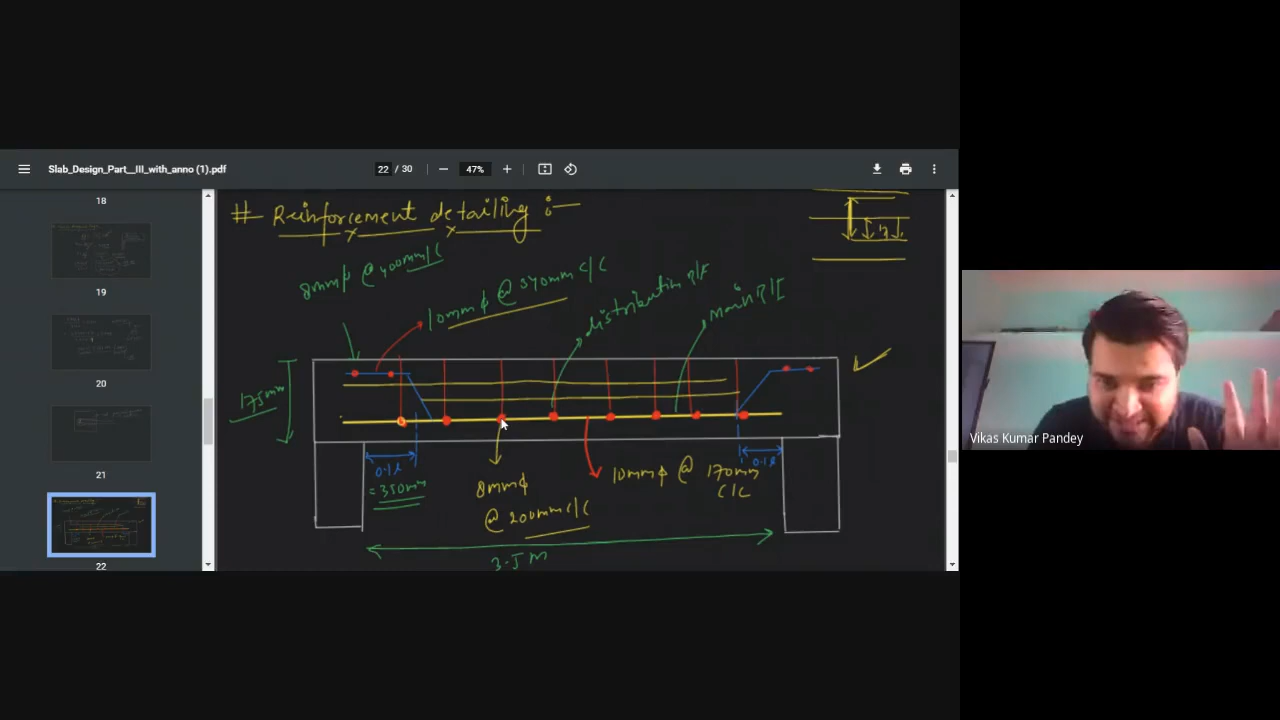 Slab_Design_Part__III_with_anno (1).pdf
22 / 30
47%
18
19
20
21
22
# Reinforcement detailing :-
8mmϕ @ 400mm C/C
10mmϕ @ 340mm C/C
distribution R/F
main R/F
175mm
0.1l
= 350mm
8mmϕ
@ 200mm C/C
10mmϕ @ 170mm
C/C
0.1l
3.5 M
Vikas Kumar Pandey